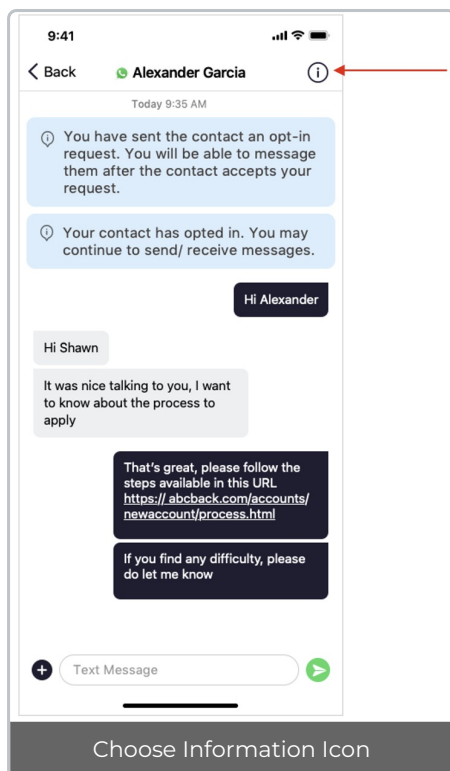 9:41
Back
Alexander Garcia
Today 9:35 AM
You have sent the contact an opt-in
request. You will be able to message
them after the contact accepts your
request.
Your contact has opted in. You may
continue to send/ receive messages.
Hi Alexander
Hi Shawn
It was nice talking to you, I want
to know about the process to
apply
That's great, please follow the
steps available in this URL
https:// abcback.com/accounts/
newaccount/process.html
If you find any difficulty, please
do let me know
Text Message
Choose Information Icon